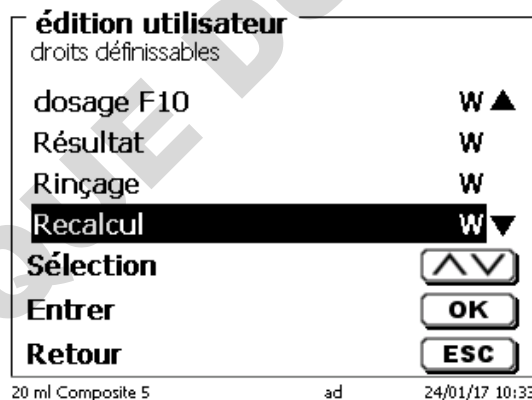 édition utilisateur
droits définissables
dosage F10 W
Résultat W
Rinçage W
Recalcul W
Sélection
Entrer OK
Retour ESC
20 ml Composite 5 ad 24/01/17 10:33